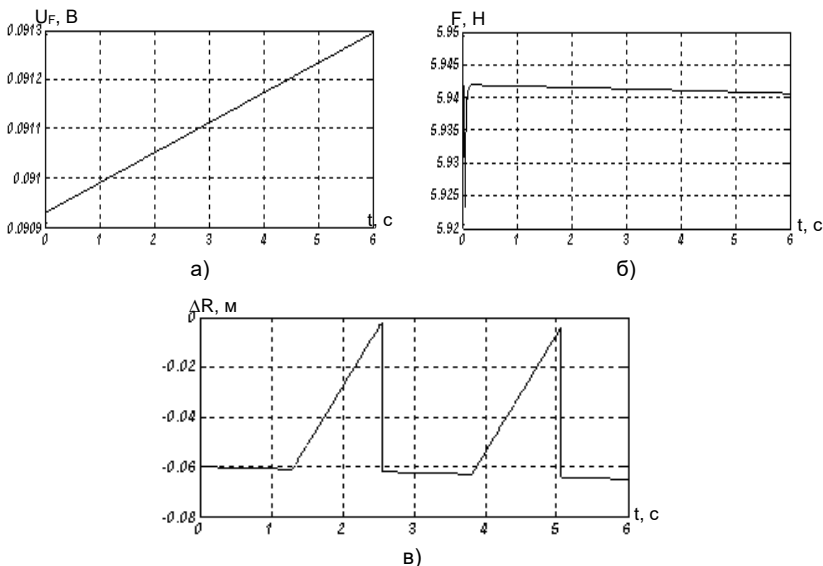 U_F, В
0.0913
0.0912
0.0911
0.091
0.0909
0 1 2 3 4 5 6
t, с
а)
F, Н
5.95
5.945
5.94
5.935
5.93
5.925
5.92
0 1 2 3 4 5 6
t, с
б)
ΔR, м
0
-0.02
-0.04
-0.06
-0.08
0 1 2 3 4 5 6
t, с
в)